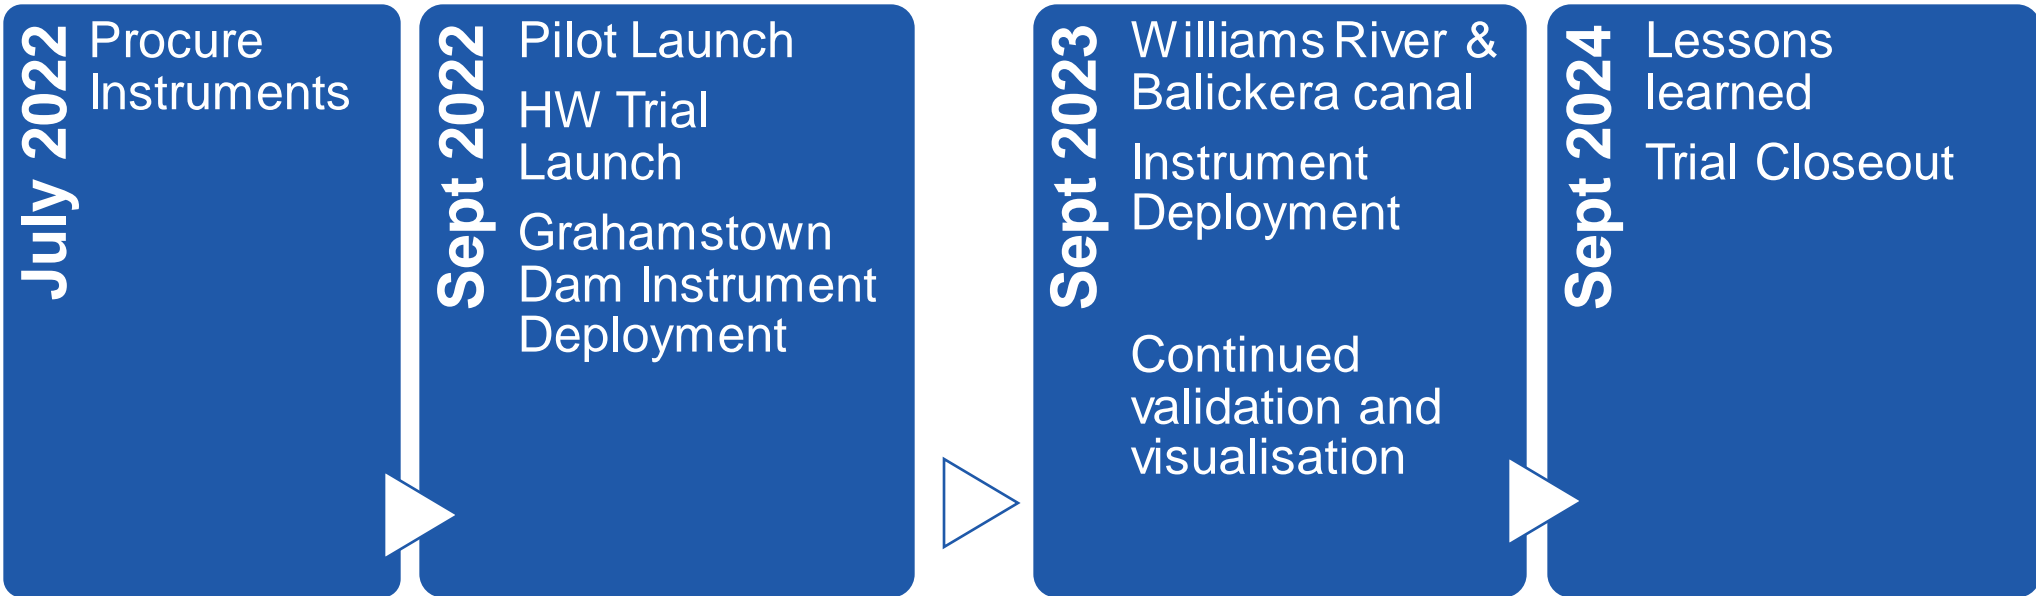 July 2022
Procure
Instruments
Sept 2022
Pilot Launch
HW Trial
Launch
Grahamstown
Dam Instrument
Deployment
Sept 2023
Williams River &
Balickera canal
Instrument
Deployment
Continued
validation and
visualisation
Sept 2024
Lessons
learned
Trial Closeout